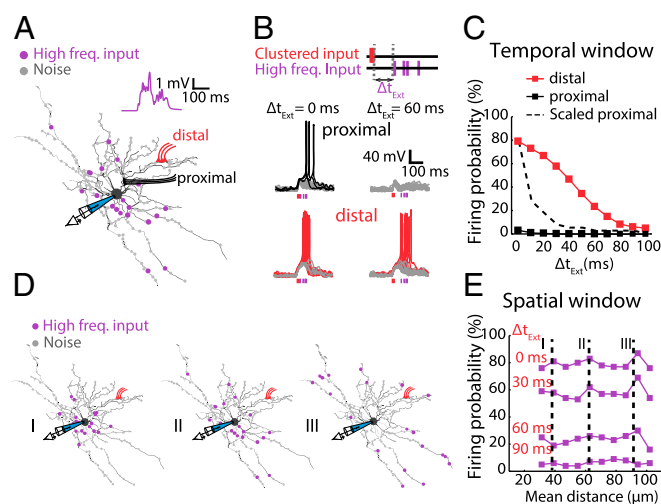 A
High freq. input
Noise
1 mV
100 ms
distal
proximal
B
Clustered input
High freq. Input
Δt_Ext
Δt_Ext = 0 ms
Δt_Ext = 60 ms
proximal
40 mV
100 ms
distal
C
Temporal window
distal
proximal
Scaled proximal
Firing probability (%)
100
80
60
40
20
0
0 20 40 60 80 100
Δt_Ext(ms)
D
High freq. input
Noise
I
II
III
E
Spatial window
Firing probability (%)
100
80
60
40
20
0
Δt_Ext
I
II
III
0 ms
30 ms
60 ms
90 ms
20 40 60 80 100
Mean distance (μm)